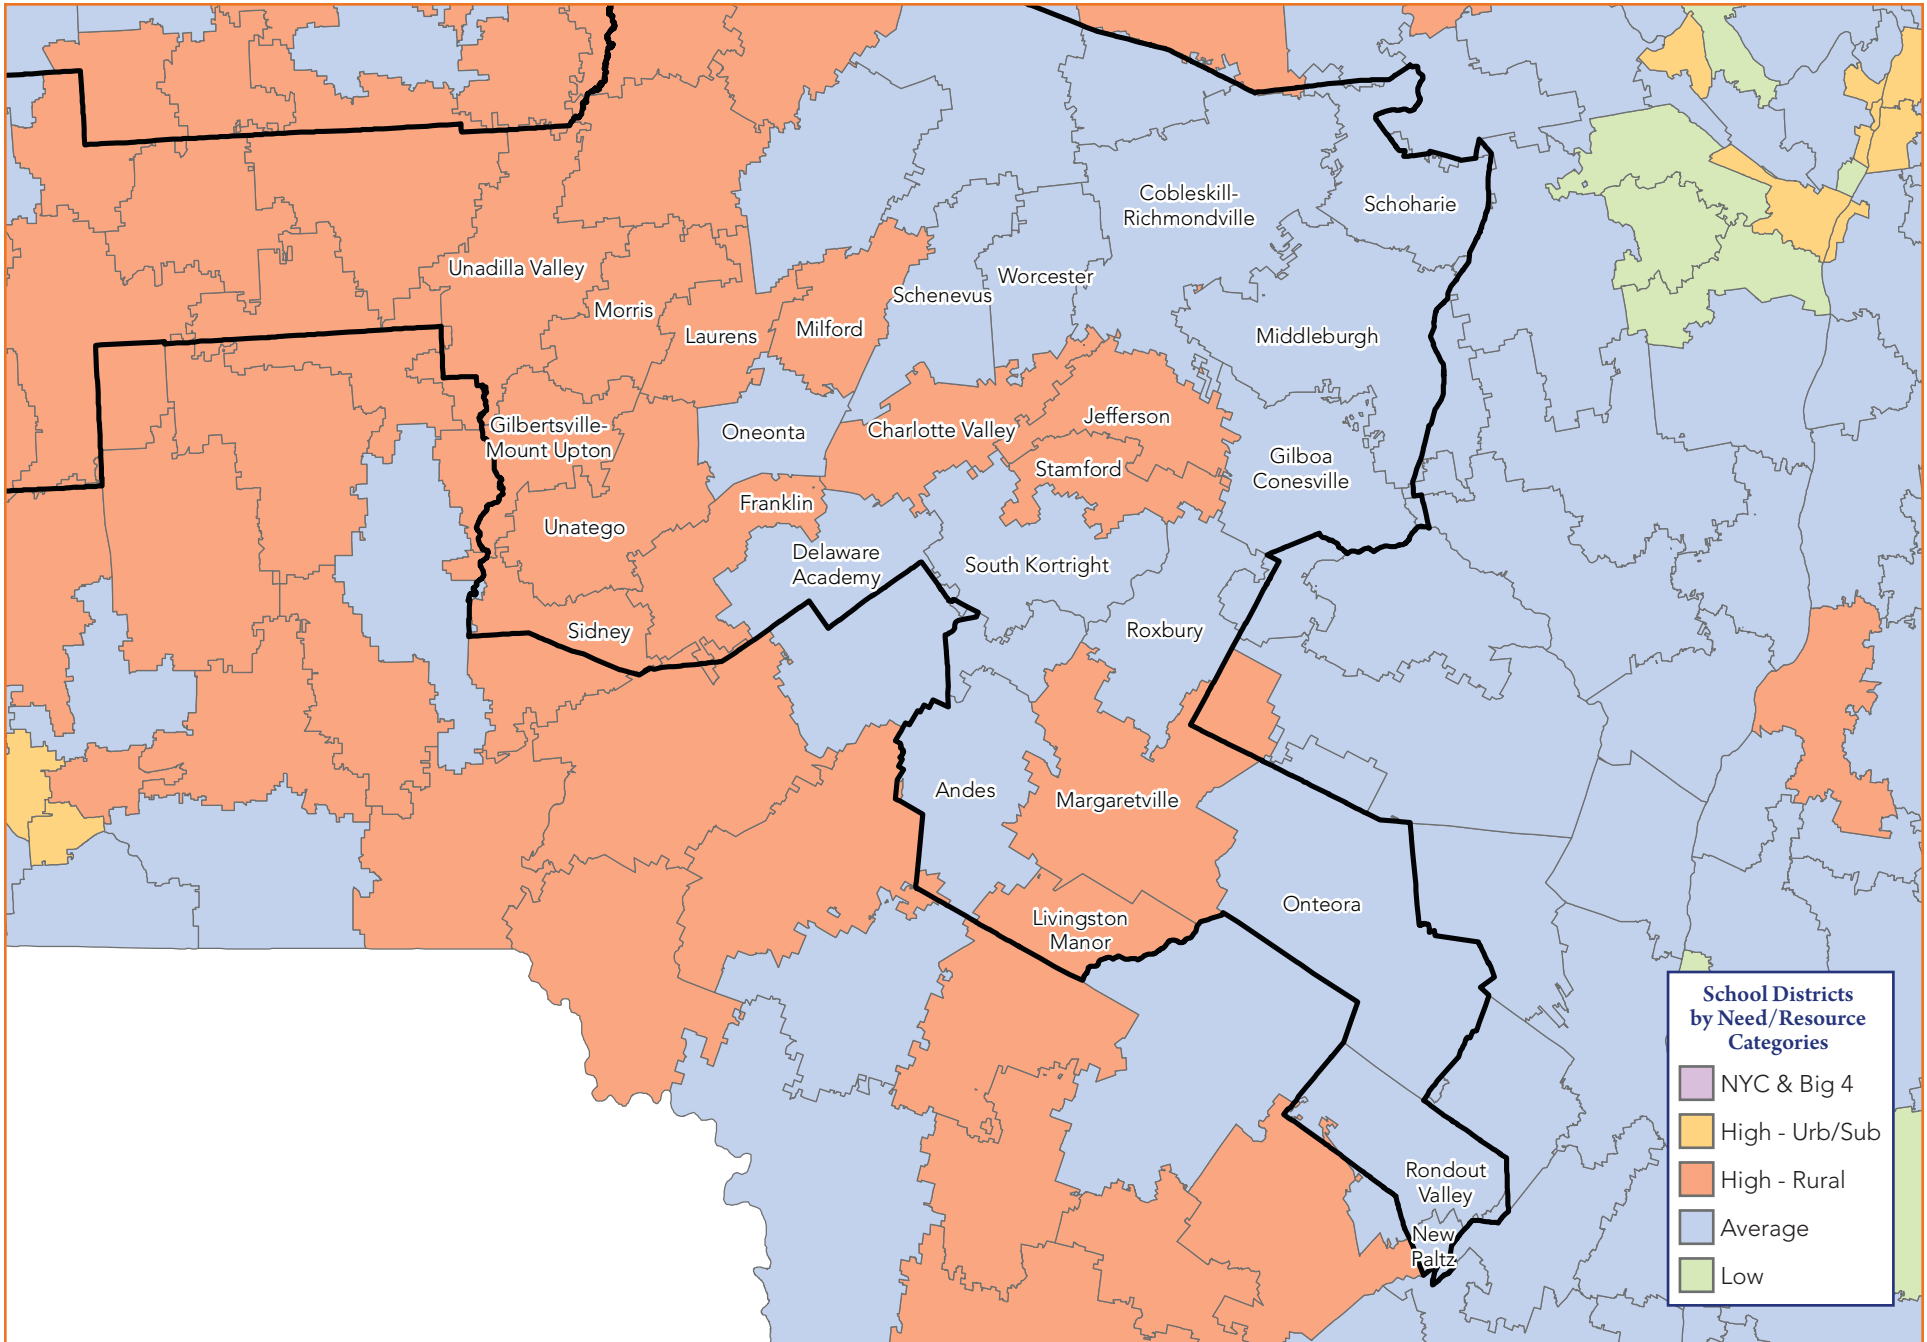 Cobleskill-
Richmondville
Schoharie
Unadilla Valley
Worcester
Schenevus
Morris
Laurens
Milford
Middleburgh
Gilbertsville-
Mount Upton
Oneonta
Charlotte Valley
Jefferson
Stamford
Gilboa
Conesville
Franklin
Unatego
Delaware
Academy
South Kortright
Sidney
Roxbury
Andes
Margaretville
Livingston
Manor
Onteora
Rondout
Valley
New
Paltz
School Districts
by Need/Resource
Categories
NYC & Big 4
High - Urb/Sub
High - Rural
Average
Low